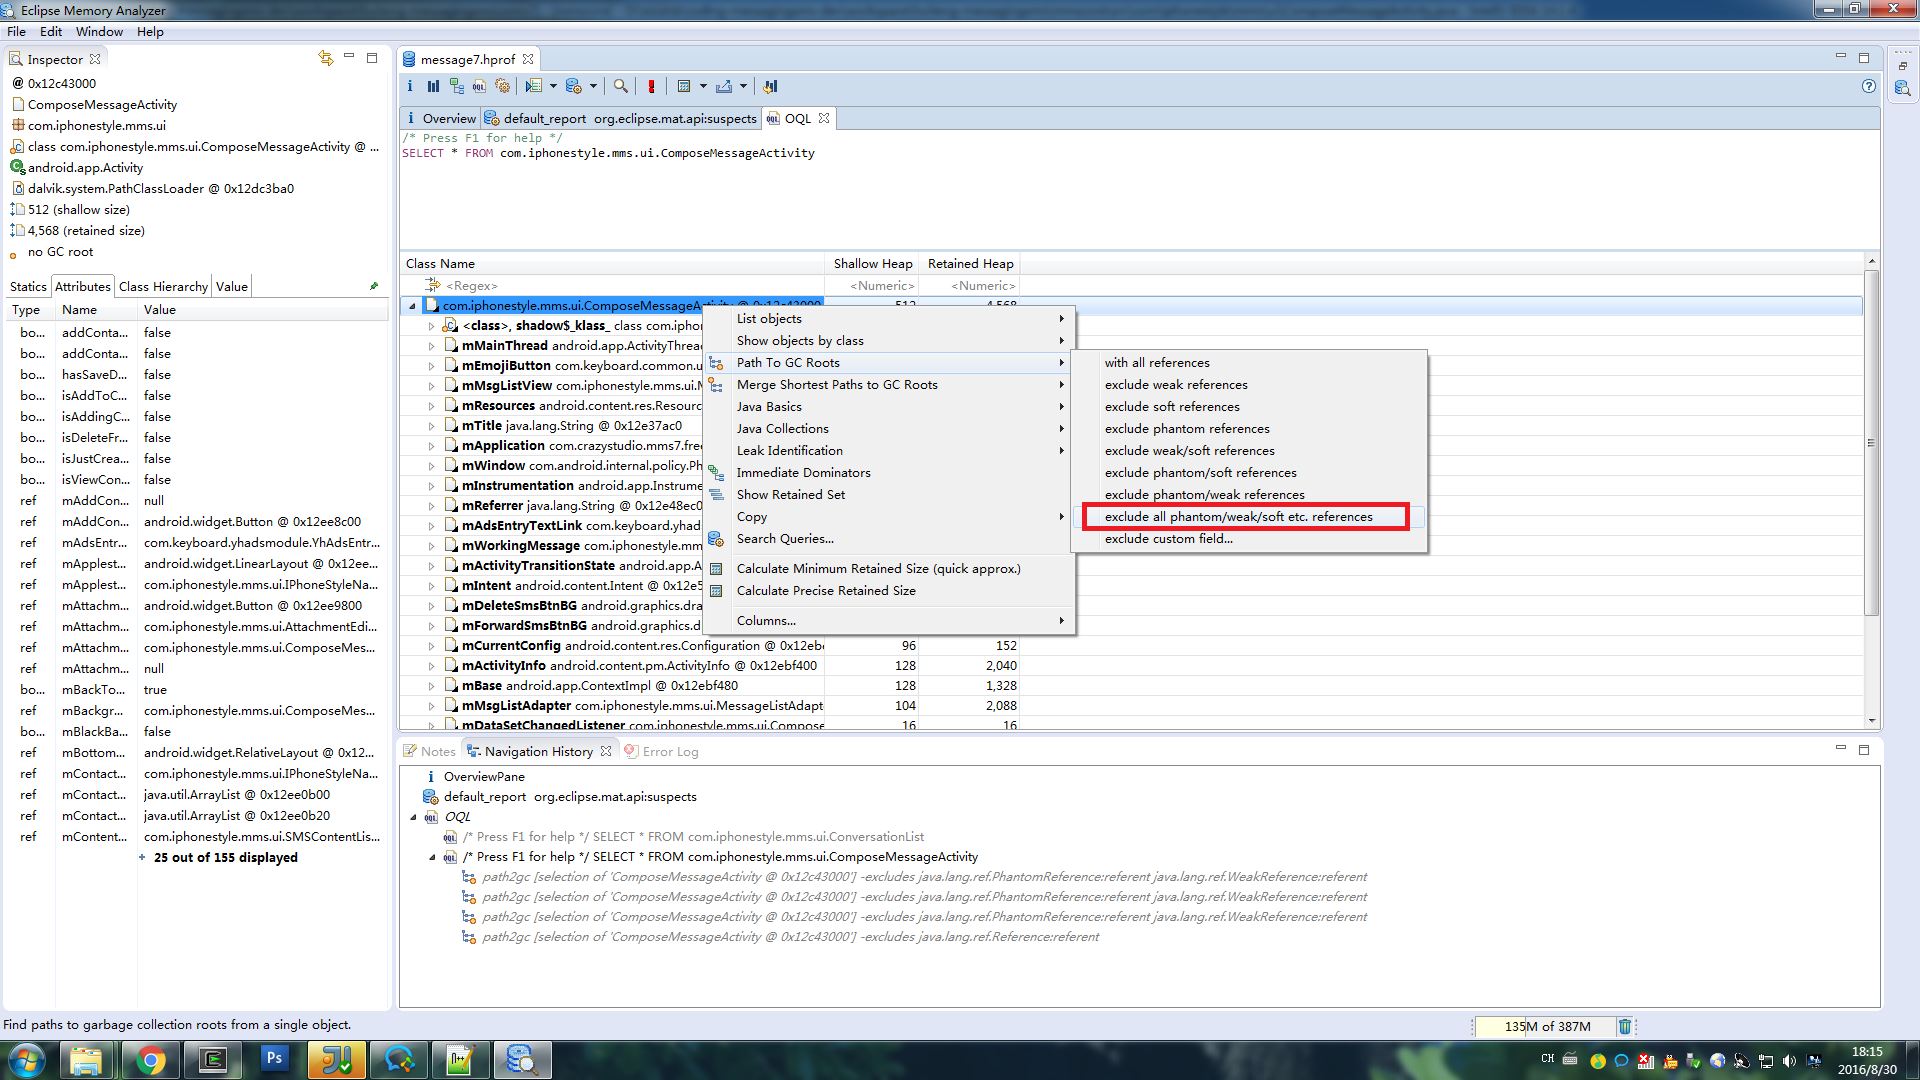 Eclipse Memory Analyzer
File Edit Window Help
Inspector
@ 0x12c43000
ComposeMessageActivity
com.iphonestyle.mms.ui
class com.iphonestyle.mms.ui.ComposeMessageActivity @ ...
android.app.Activity
dalvik.system.PathClassLoader @ 0x12dc3ba0
512 (shallow size)
4,568 (retained size)
no GC root
Statics Attributes Class Hierarchy Value
Type Name Value
bo... addConta... false
bo... addConta... false
bo... hasSaveD... false
bo... isAddToC... false
bo... isAddingC... false
bo... isDeleteFr... false
bo... isJustCrea... false
bo... isViewCon... false
ref mAddCon... null
ref mAddCon... android.widget.Button @ 0x12ee8c00
ref mAdsEntr... com.keyboard.yhadsmodule.YhAdsEntr...
ref mApplest... android.widget.LinearLayout @ 0x12ee...
ref mApplest... com.iphonestyle.mms.ui.IPhoneStyleNa...
ref mAttachm... android.widget.Button @ 0x12ee9800
ref mAttachm... com.iphonestyle.mms.ui.AttachmentEdi...
ref mAttachm... com.iphonestyle.mms.ui.ComposeMes...
ref mAttachm... null
bo... mBackTo... true
ref mBackgr... com.iphonestyle.mms.ui.ComposeMes...
bo... mBlackBa... false
ref mBottom... android.widget.RelativeLayout @ 0x12...
ref mContact... com.iphonestyle.mms.ui.IPhoneStyleNa...
ref mContact... java.util.ArrayList @ 0x12ee0b00
ref mContact... java.util.ArrayList @ 0x12ee0b20
ref mConten... com.iphonestyle.mms.ui.SMSContentLis...
25 out of 155 displayed
message7.hprof
Overview default_report org.eclipse.mat.api:suspects OQL
/* Press F1 for help */
SELECT * FROM com.iphonestyle.mms.ui.ComposeMessageActivity
Class Name Shallow Heap Retained Heap
<Regex> <Numeric> <Numeric>
com.iphonestyle.mms.ui.ComposeMessageActivity @ 0x12c43000 512 4,568
<class>, shadow$_klass_ class com.ipho
mMainThread android.app.ActivityThrea
mEmojiButton com.keyboard.common.u
mMsgListView com.iphonestyle.mms.ui.M
mResources android.content.res.Resourc
mTitle java.lang.String @ 0x12e37ac0
mApplication com.crazystudio.mms7.free
mWindow com.android.internal.policy.Ph
mInstrumentation android.app.Instrume
mReferrer java.lang.String @ 0x12e48ec0
mAdsEntryTextLink com.keyboard.yhads
mWorkingMessage com.iphonestyle.mm
mActivityTransitionState android.app.A
mIntent android.content.Intent @ 0x12e5
mDeleteSmsBtnBG android.graphics.dra
mForwardSmsBtnBG android.graphics.d
mCurrentConfig android.content.res.Configuration @ 0x12ebe 96 152
mActivityInfo android.content.pm.ActivityInfo @ 0x12ebf400 128 2,040
mBase android.app.ContextImpl @ 0x12ebf480 128 1,328
mMsgListAdapter com.iphonestyle.mms.ui.MessageListAdapt 104 2,088
mDataSetChangedListener com.iphonestyle.mms.ui.Compose 16 16
List objects
Show objects by class
Path To GC Roots
Merge Shortest Paths to GC Roots
Java Basics
Java Collections
Leak Identification
Immediate Dominators
Show Retained Set
Copy
Search Queries...
Calculate Minimum Retained Size (quick approx.)
Calculate Precise Retained Size
Columns...
with all references
exclude weak references
exclude soft references
exclude phantom references
exclude weak/soft references
exclude phantom/soft references
exclude phantom/weak references
exclude all phantom/weak/soft etc. references
exclude custom field...
Notes Navigation History Error Log
OverviewPane
default_report org.eclipse.mat.api:suspects
OQL
/* Press F1 for help */ SELECT * FROM com.iphonestyle.mms.ui.ConversationList
/* Press F1 for help */ SELECT * FROM com.iphonestyle.mms.ui.ComposeMessageActivity
path2gc [selection of 'ComposeMessageActivity @ 0x12c43000'] -excludes java.lang.ref.PhantomReference:referent java.lang.ref.WeakReference:referent
path2gc [selection of 'ComposeMessageActivity @ 0x12c43000'] -excludes java.lang.ref.PhantomReference:referent java.lang.ref.WeakReference:referent
path2gc [selection of 'ComposeMessageActivity @ 0x12c43000'] -excludes java.lang.ref.PhantomReference:referent java.lang.ref.WeakReference:referent
path2gc [selection of 'ComposeMessageActivity @ 0x12c43000'] -excludes java.lang.ref.Reference:referent
Find paths to garbage collection roots from a single object.
135M of 387M
Ps
CH
18:15
2016/8/30